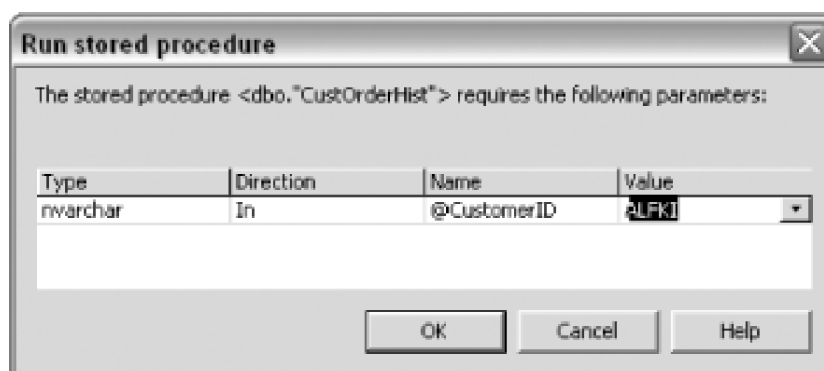 Run stored procedure
The stored procedure <dbo."CustOrderHist"> requires the following parameters:
Type Direction Name Value
nvarchar In @CustomerID ALFKI
OK Cancel Help